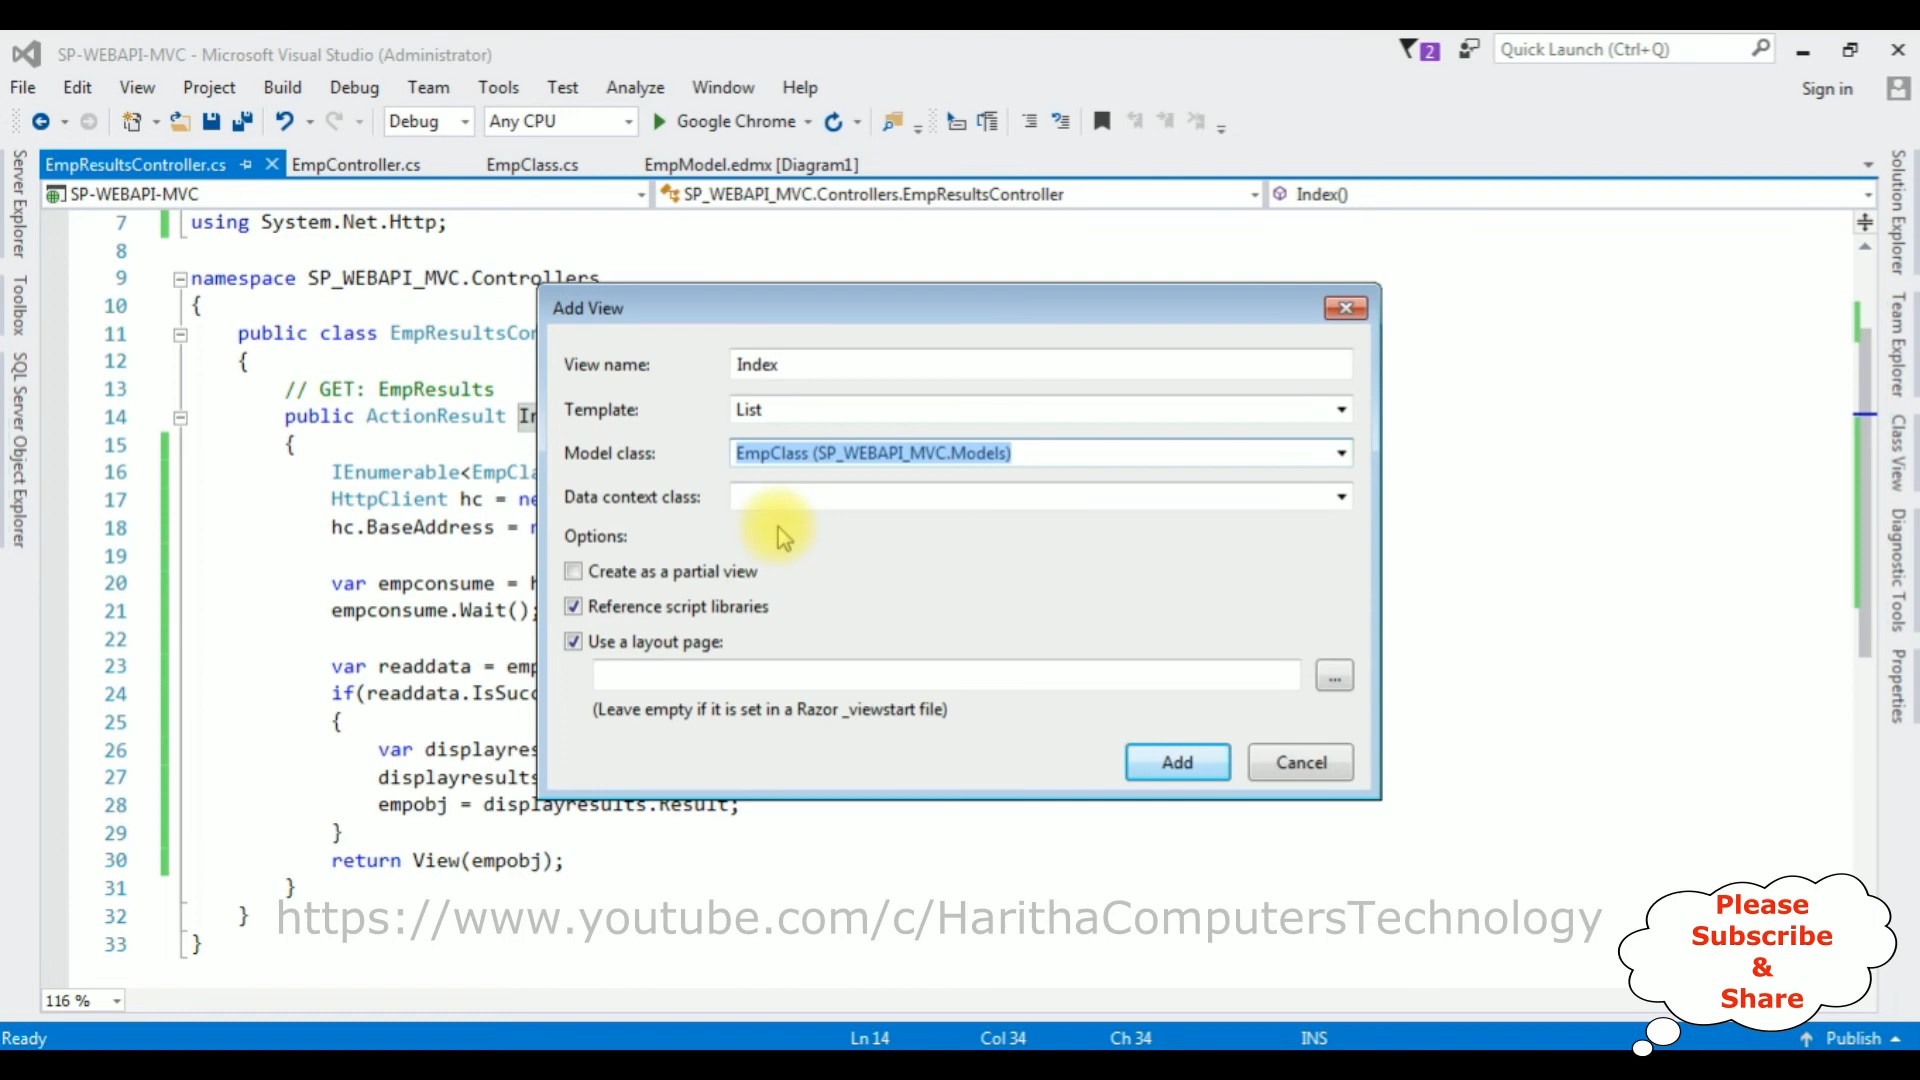 SP-WEBAPI-MVC - Microsoft Visual Studio (Administrator)
2
Quick Launch (Ctrl+Q)
File Edit View Project Build Debug Team Tools Test Analyze Window Help
Sign in
Debug Any CPU Google Chrome
EmpResultsController.cs EmpController.cs EmpClass.cs EmpModel.edmx [Diagram1]
SP-WEBAPI-MVC SP_WEBAPI_MVC.Controllers.EmpResultsController Index()
Server Explorer
Toolbox
SQL Server Object Explorer
7 using System.Net.Http;
8
9 namespace SP_WEBAPI_MVC.Controllers
10 {
11 public class EmpResultsCon
12 {
13 // GET: EmpResults
14 public ActionResult In
15 {
16 IEnumerable<EmpCla
17 HttpClient hc = ne
18 hc.BaseAddress = n
19
20 var empconsume = h
21 empconsume.Wait();
22
23 var readdata = emp
24 if(readdata.IsSucc
25 {
26 var displayres
27 displayresults
28 empobj = displayresults.Result;
29 }
30 return View(empobj);
31 }
32 }
33 }
Add View
View name: Index
Template: List
Model class: EmpClass (SP_WEBAPI_MVC.Models)
Data context class:
Options:
Create as a partial view
Reference script libraries
Use a layout page:
...
(Leave empty if it is set in a Razor _viewstart file)
Add Cancel
Solution Explorer
Team Explorer
Class View
Diagnostic Tools
Properties
https://www.youtube.com/c/HarithaComputersTechnology
Please
Subscribe
&
Share
116 %
Ready Ln 14 Col 34 Ch 34 INS Publish